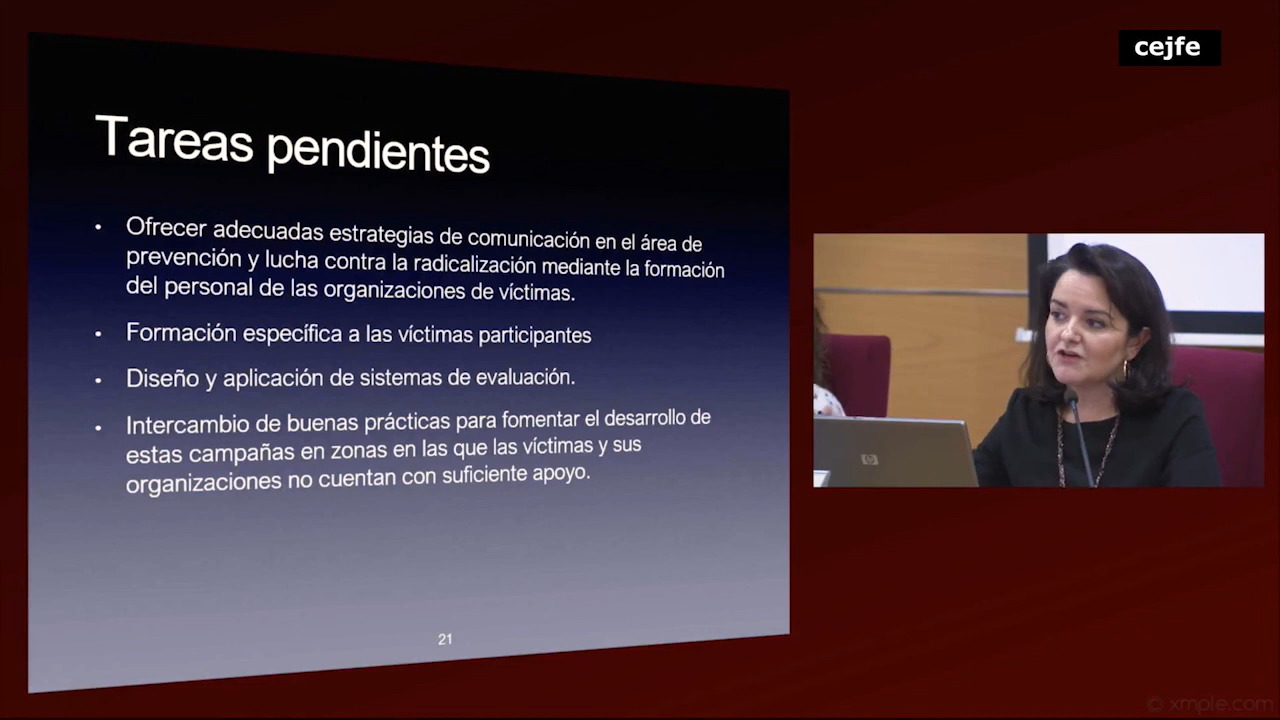 cejfe
Tareas pendientes
• Ofrecer adecuadas estrategias de comunicación en el área de
prevención y lucha contra la radicalización mediante la formación
del personal de las organizaciones de víctimas.
• Formación específica a las víctimas participantes
• Diseño y aplicación de sistemas de evaluación.
• Intercambio de buenas prácticas para fomentar el desarrollo de
estas campañas en zonas en las que las víctimas y sus
organizaciones no cuentan con suficiente apoyo.
21
hp
© xmple.com